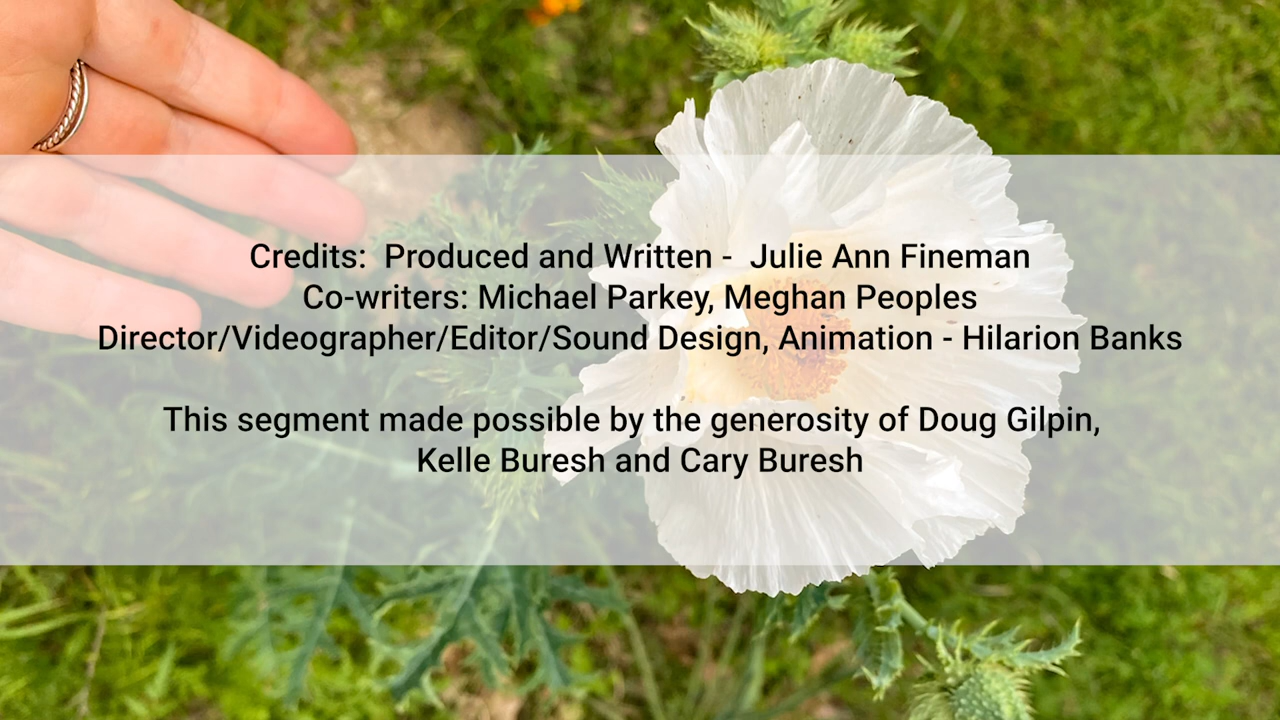 Credits:  Produced and Written -  Julie Ann Fineman
Co-writers: Michael Parkey, Meghan Peoples
Director/Videographer/Editor/Sound Design, Animation - Hilarion Banks
This segment made possible by the generosity of Doug Gilpin,
Kelle Buresh and Cary Buresh